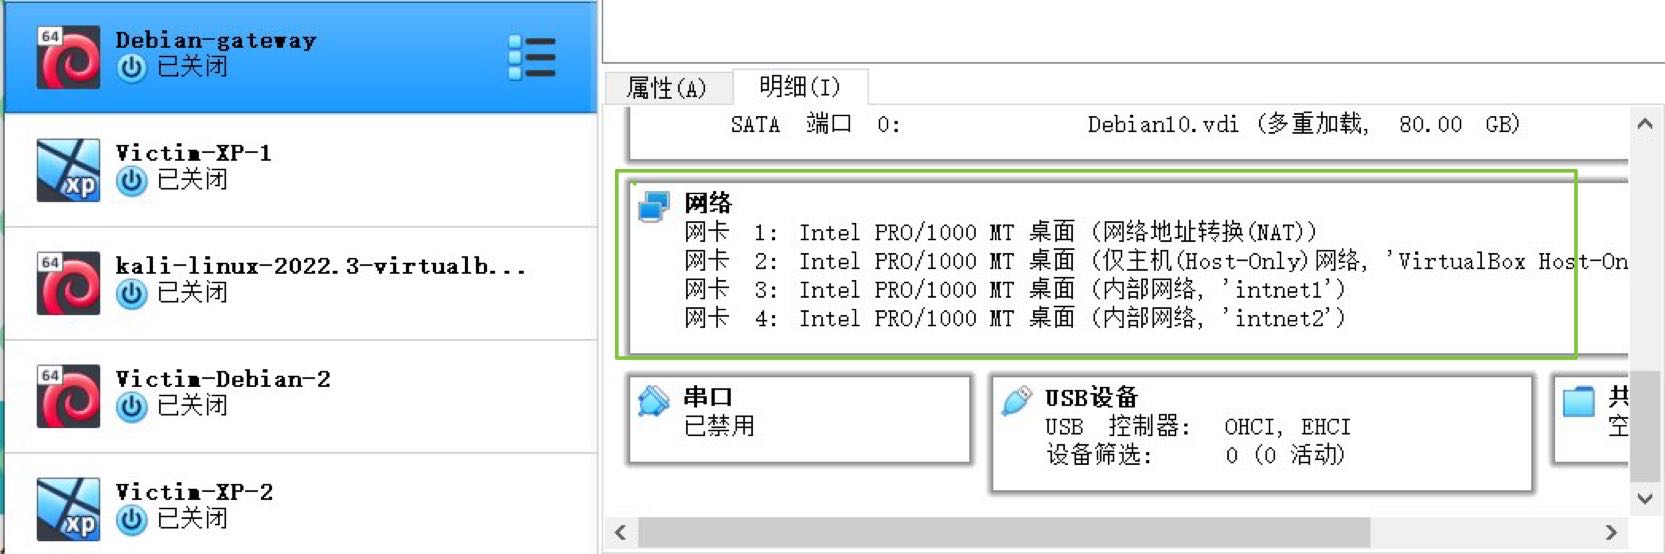 64
Debian-gateway
已关闭
Victim-XP-1
xp
已关闭
64
kali-linux-2022.3-virtualb...
已关闭
64
Victim-Debian-2
已关闭
Victim-XP-2
xp
已关闭
属性(A)
明细(I)
SATA 端口 0: Debian10.vdi (多重加载, 80.00 GB)
网络
网卡 1: Intel PRO/1000 MT 桌面 (网络地址转换(NAT))
网卡 2: Intel PRO/1000 MT 桌面 (仅主机(Host-Only)网络, 'VirtualBox Host-On
网卡 3: Intel PRO/1000 MT 桌面 (内部网络, 'intnet1')
网卡 4: Intel PRO/1000 MT 桌面 (内部网络, 'intnet2')
串口
已禁用
USB设备
USB 控制器: OHCI, EHCI
设备筛选: 0 (0 活动)
共
空